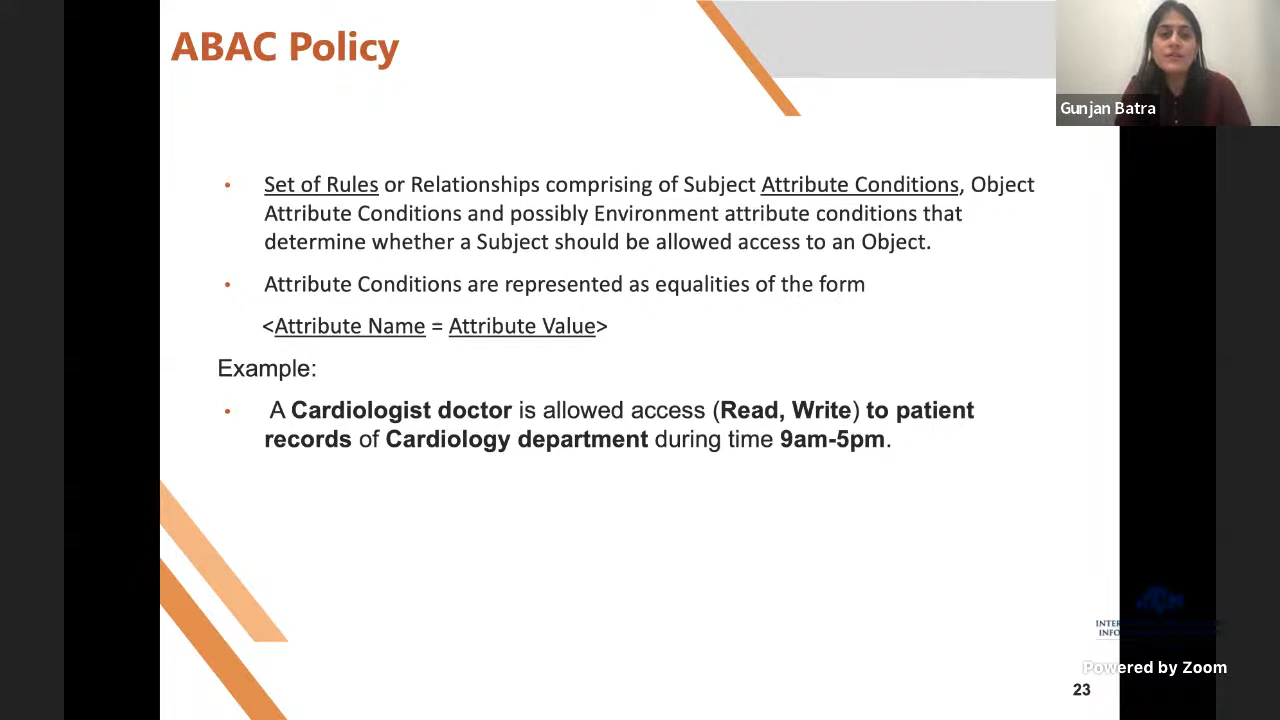 ABAC Policy
Gunjan Batra
• Set of Rules or Relationships comprising of Subject Attribute Conditions, Object
Attribute Conditions and possibly Environment attribute conditions that
determine whether a Subject should be allowed access to an Object.
• Attribute Conditions are represented as equalities of the form
<Attribute Name = Attribute Value>
Example:
• A Cardiologist doctor is allowed access (Read, Write) to patient
records of Cardiology department during time 9am-5pm.
Powered by Zoom
23